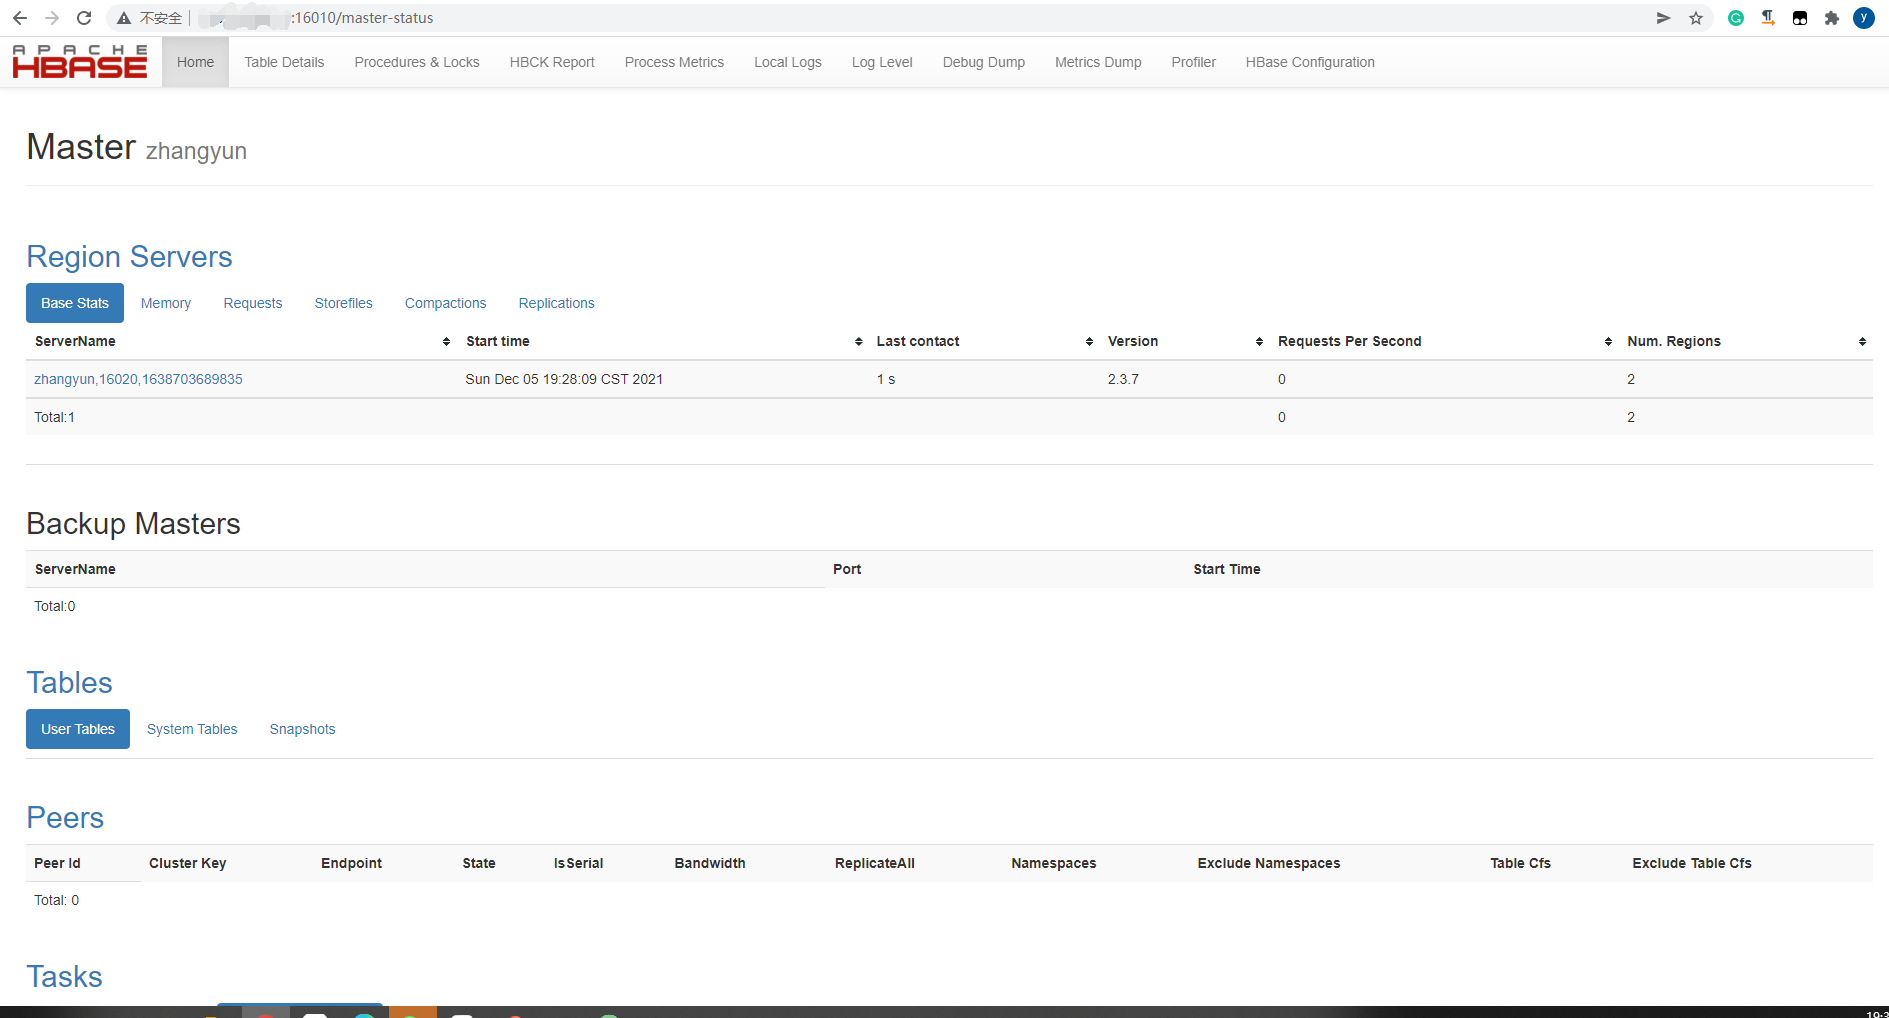 不安全 :16010/master-status
y
APACHE
HBASE
Home Table Details Procedures & Locks HBCK Report Process Metrics Local Logs Log Level Debug Dump Metrics Dump Profiler HBase Configuration
Master zhangyun
Region Servers
Base Stats Memory Requests Storefiles Compactions Replications
ServerName Start time Last contact Version Requests Per Second Num. Regions
zhangyun,16020,1638703689835 Sun Dec 05 19:28:09 CST 2021 1 s 2.3.7 0 2
Total:1 0 2
Backup Masters
ServerName Port Start Time
Total:0
Tables
User Tables System Tables Snapshots
Peers
Peer Id Cluster Key Endpoint State IsSerial Bandwidth ReplicateAll Namespaces Exclude Namespaces Table Cfs Exclude Table Cfs
Total: 0
Tasks